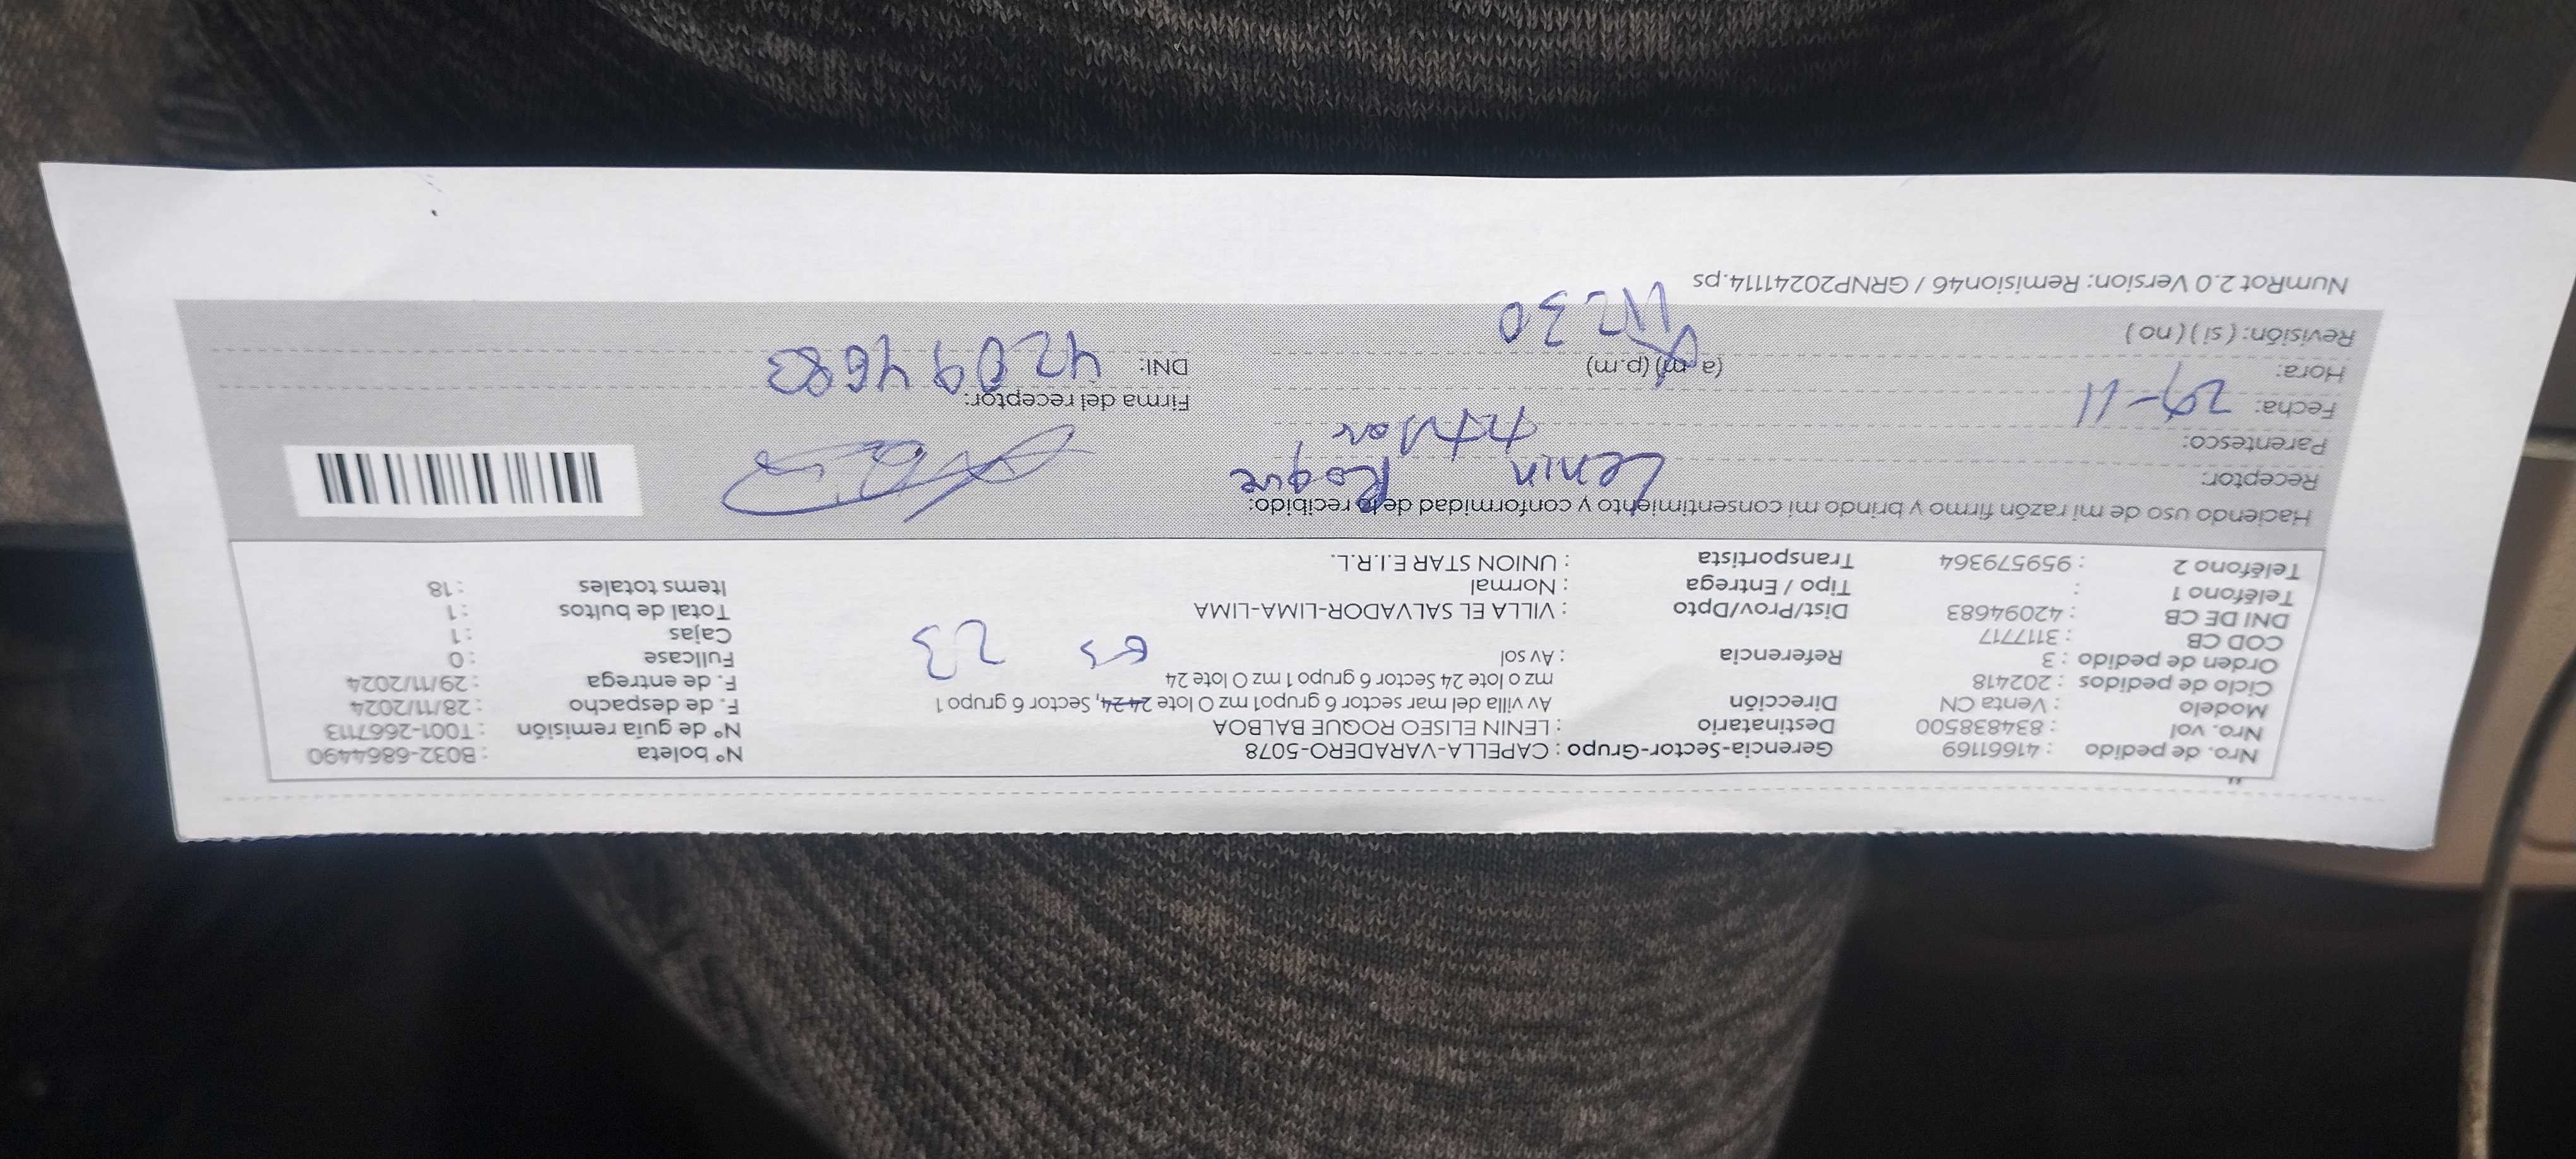 Nro. de pedido : 41661169 Gerencia-Sector-Grupo : CAPELLA-VARADERO-5078 N° boleta : B032-6864490
Nro. vol : 834838500 Destinatario : LENIN ELISEO ROQUE BALBOA N° de guía remisión : T001-2667113
Modelo : Venta CN Dirección Av villa del mar sector 6 grupo1 mz O lote 24 24, Sector 6 grupo 1 F. de despacho : 28/11/2024
Ciclo de pedidos : 202418 mz o lote 24 Sector 6 grupo 1 mz O lote 24 F. de entrega : 29/11/2024
Orden de pedido : 3 Referencia : Av sol 23 Fullcase : 0
COD CB : 3117717 Cajas : 1
DNI DE CB : 42094683 Dist/Prov/Dpto : VILLA EL SALVADOR-LIMA-LIMA Total de bultos : 1
Teléfono 1 : Tipo / Entrega : Normal Items totales : 18
Teléfono 2 : 959579364 Transportista : UNION STAR E.I.R.L.
Haciendo uso de mi razón firmo y brindo mi consentimiento y conformidad de lo recibido:
Receptor: Lenin Roque
Parentesco: titular
Fecha: 29-11 Firma del receptor:
Hora: (a.m) (p.m) DNI: 42094683
Revisión: ( si ) ( no )
NumRot 2.0 Version: Remision46 / GRNP20241114.ps